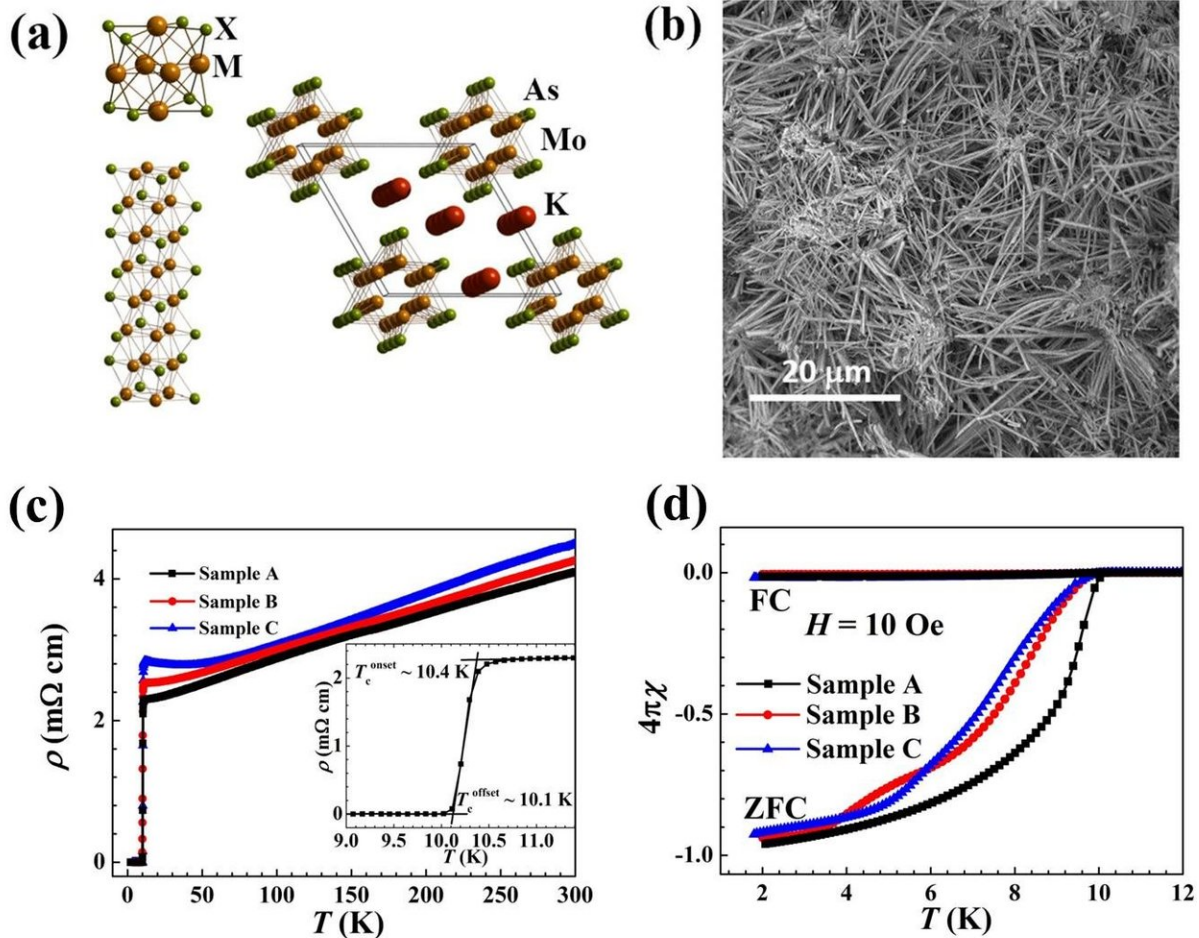 (a)
X
M
As
Mo
K
(b)
20 μm
(c)
ρ (mΩ cm)
4
2
0
Sample A
Sample B
Sample C
0 50 100 150 200 250 300
T (K)
ρ (mΩ cm)
2
0
T_c^onset ~ 10.4 K
T_c^offset ~ 10.1 K
9.0 9.5 10.0 10.5 11.0
T (K)
(d)
4πχ
0.0
-0.5
-1.0
FC
H = 10 Oe
Sample A
Sample B
Sample C
ZFC
2 4 6 8 10 12
T (K)